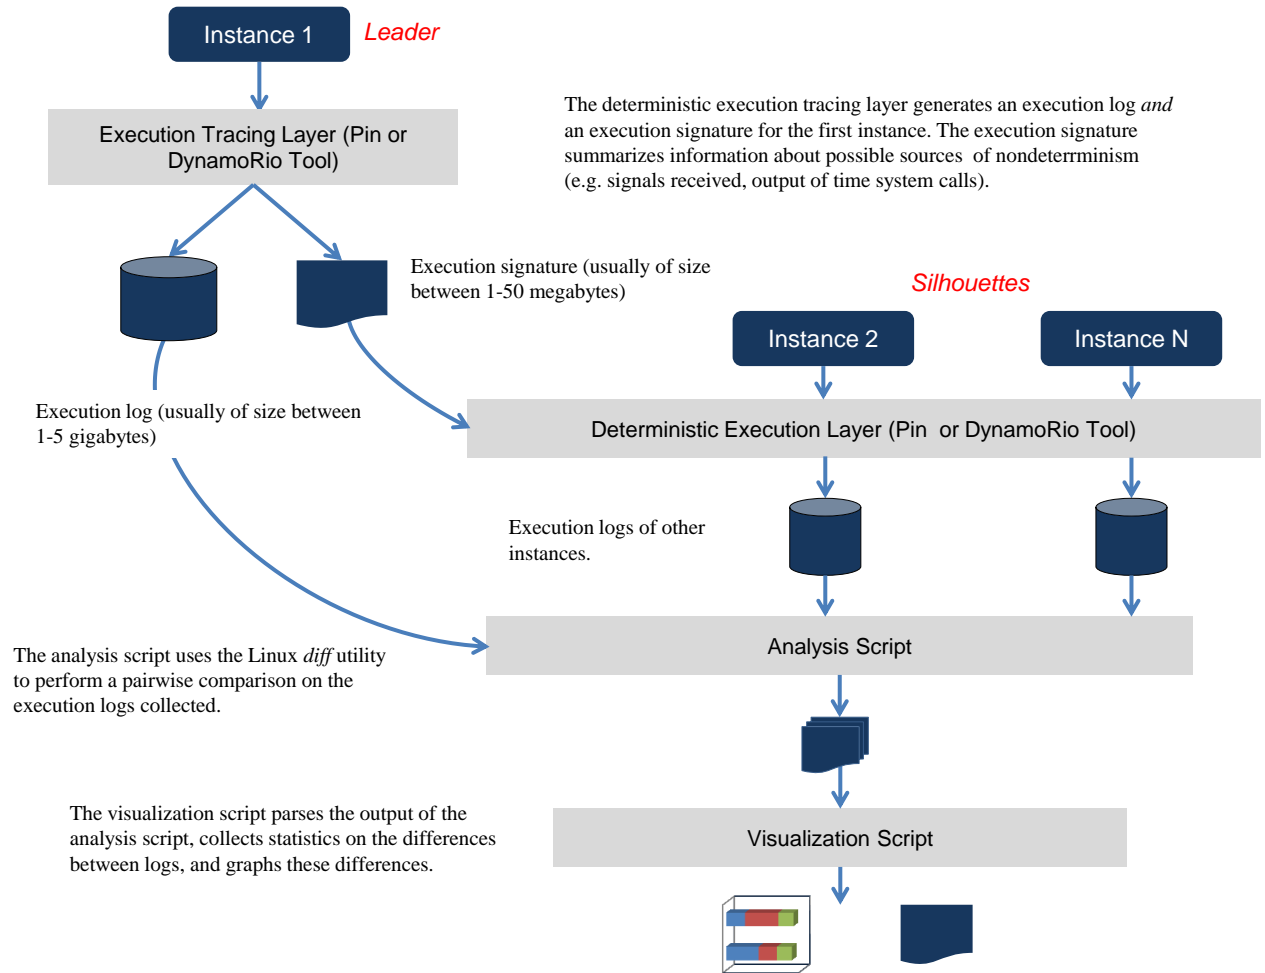 Instance 1
Leader
Execution Tracing Layer (Pin or
DynamoRio Tool)
The deterministic execution tracing layer generates an execution log and
an execution signature for the first instance. The execution signature
summarizes information about possible sources  of nondeterrminism
(e.g. signals received, output of time system calls).
Execution signature (usually of size
between 1-50 megabytes)
Silhouettes
Instance 2
Instance N
Execution log (usually of size between
1-5 gigabytes)
Deterministic Execution Layer (Pin  or DynamoRio Tool)
Execution logs of other
instances.
Analysis Script
The analysis script uses the Linux diff utility
to perform a pairwise comparison on the
execution logs collected.
The visualization script parses the output of the
analysis script, collects statistics on the differences
between logs, and graphs these differences.
Visualization Script